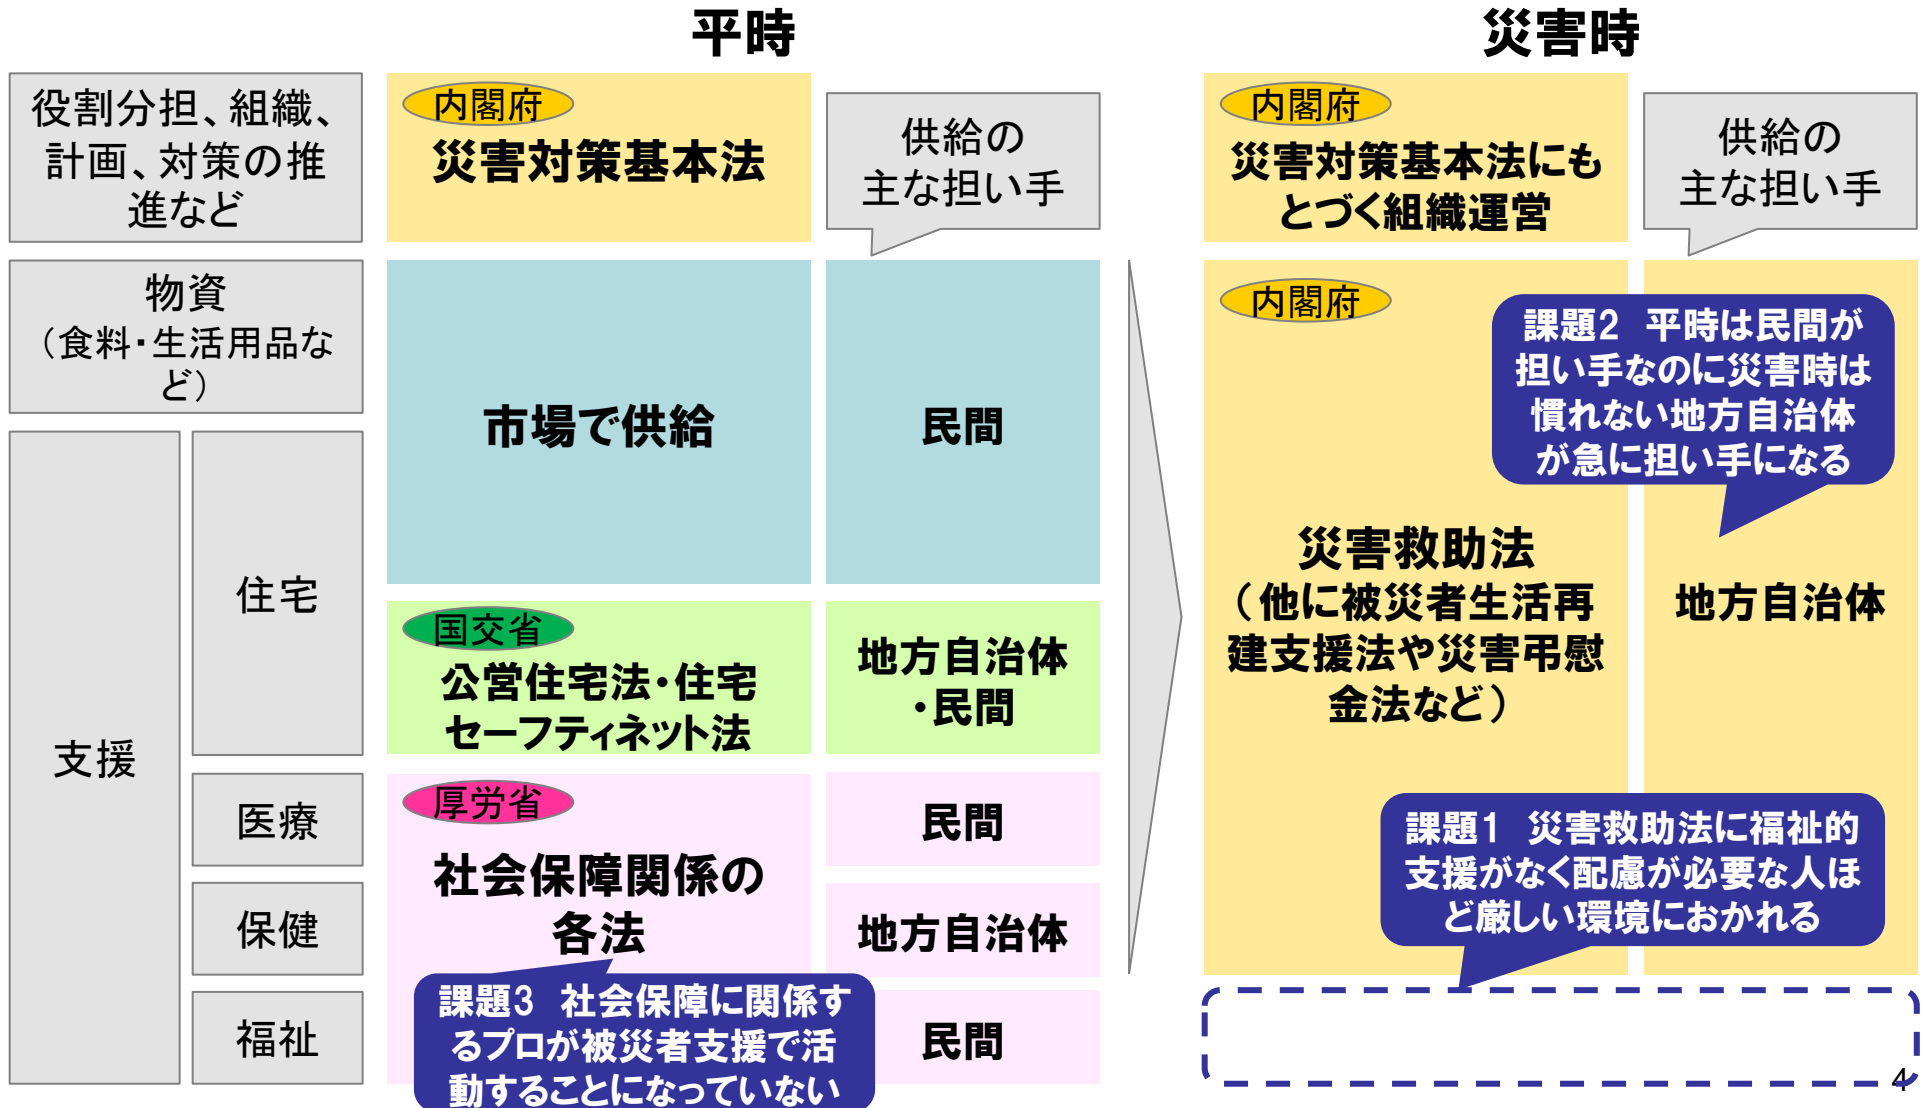 平時
災害時
役割分担、組織、
計画、対策の推
進など
内閣府
災害対策基本法
供給の
主な担い手
内閣府
災害対策基本法にも
とづく組織運営
供給の
主な担い手
物資
（食料・生活用品な
ど）
市場で供給
民間
内閣府
課題2　平時は民間が
担い手なのに災害時は
慣れない地方自治体
が急に担い手になる
災害救助法
（他に被災者生活再
建支援法や災害弔慰
金法など）
地方自治体
支援
住宅
国交省
公営住宅法・住宅
セーフティネット法
地方自治体
・民間
医療
厚労省
社会保障関係の
各法
民間
保健
地方自治体
課題1　災害救助法に福祉的
支援がなく配慮が必要な人ほ
ど厳しい環境におかれる
福祉
課題3　社会保障に関係す
るプロが被災者支援で活
動することになっていない
民間
4